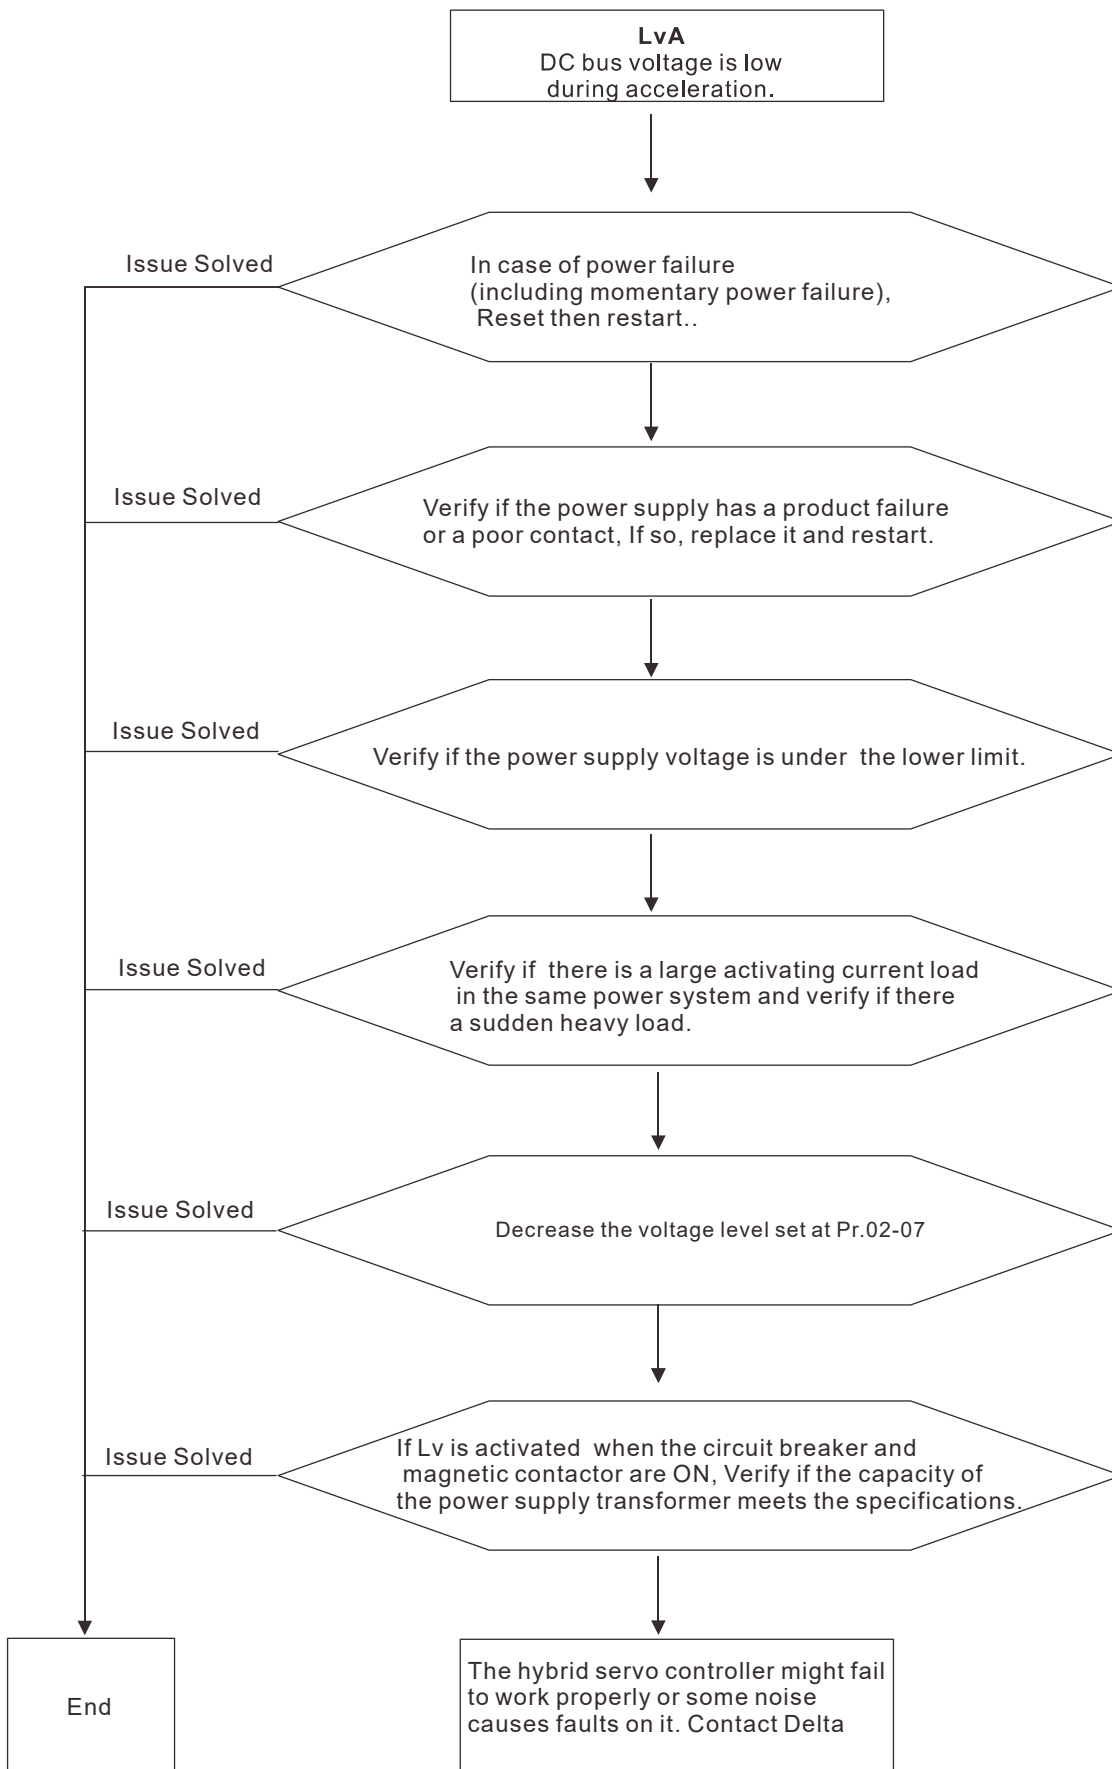 LvA
DC bus voltage is low
during acceleration.
Issue Solved
In case of power failure
(including momentary power failure),
Reset then restart..
Issue Solved
Verify if the power supply has a product failure
or a poor contact, If so, replace it and restart.
Issue Solved
Verify if the power supply voltage is under the lower limit.
Issue Solved
Verify if there is a large activating current load
in the same power system and verify if there
a sudden heavy load.
Issue Solved
Decrease the voltage level set at Pr.02-07
Issue Solved
If Lv is activated when the circuit breaker and
magnetic contactor are ON, Verify if the capacity of
the power supply transformer meets the specifications.
End
The hybrid servo controller might fail
to work properly or some noise
causes faults on it. Contact Delta